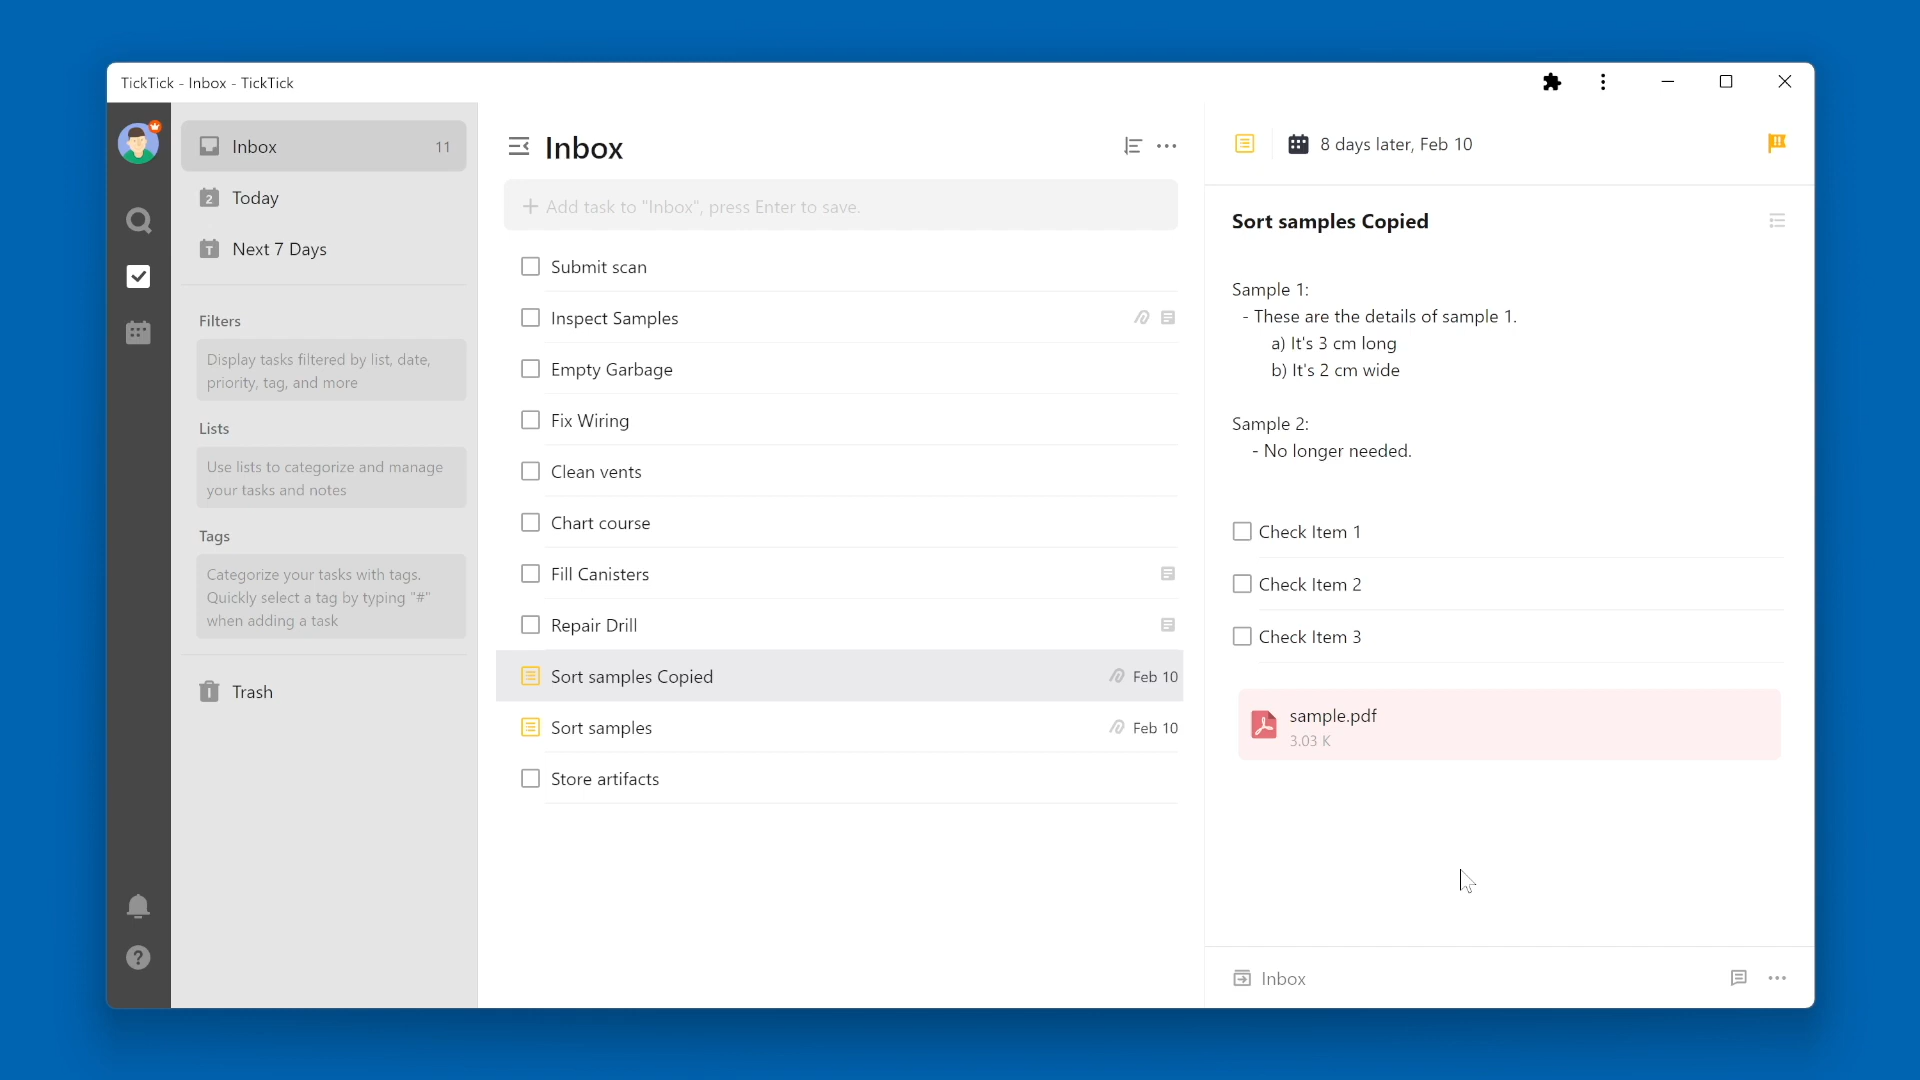 TickTick - Inbox - TickTick
Inbox 11
2 Today
T Next 7 Days
Filters
Display tasks filtered by list, date,
priority, tag, and more
Lists
Use lists to categorize and manage
your tasks and notes
Tags
Categorize your tasks with tags.
Quickly select a tag by typing "#"
when adding a task
Trash
?
Inbox
+ Add task to "Inbox", press Enter to save.
Submit scan
Inspect Samples
Empty Garbage
Fix Wiring
Clean vents
Chart course
Fill Canisters
Repair Drill
Sort samples Copied Feb 10
Sort samples Feb 10
Store artifacts
8 days later, Feb 10
!!
Sort samples Copied
Sample 1:
- These are the details of sample 1.
a) It's 3 cm long
b) It's 2 cm wide
Sample 2:
- No longer needed.
Check Item 1
Check Item 2
Check Item 3
sample.pdf
3.03 K
Inbox